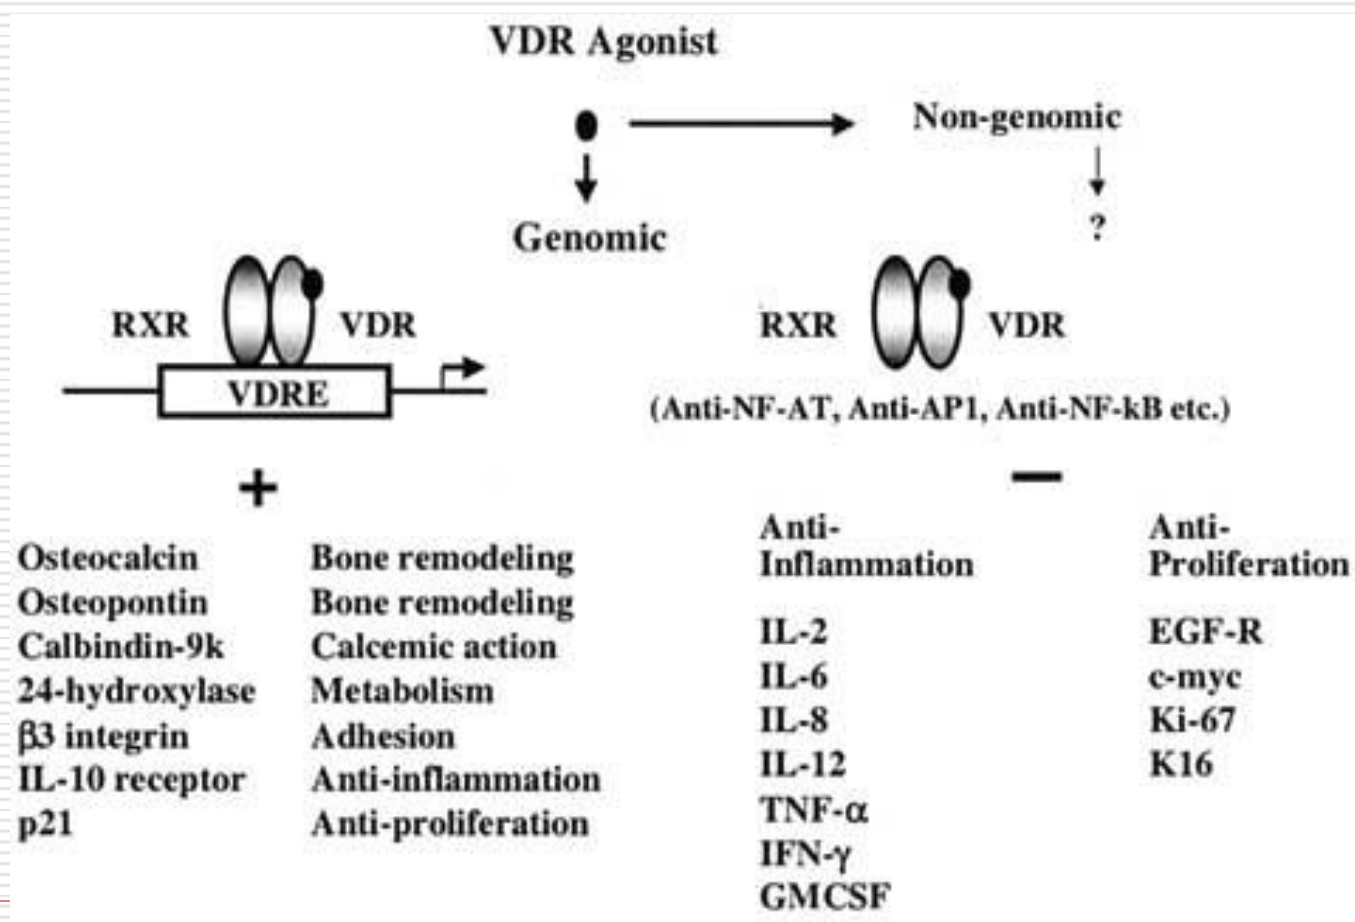 VDR Agonist
Non-genomic
?
Genomic
RXR VDR
VDRE
RXR VDR
(Anti-NF-AT, Anti-AP1, Anti-NF-kB etc.)
+
Osteocalcin Bone remodeling
Osteopontin Bone remodeling
Calbindin-9k Calcemic action
24-hydroxylase Metabolism
β3 integrin Adhesion
IL-10 receptor Anti-inflammation
p21 Anti-proliferation
−
Anti-
Inflammation
IL-2
IL-6
IL-8
IL-12
TNF-α
IFN-γ
GMCSF
Anti-
Proliferation
EGF-R
c-myc
Ki-67
K16